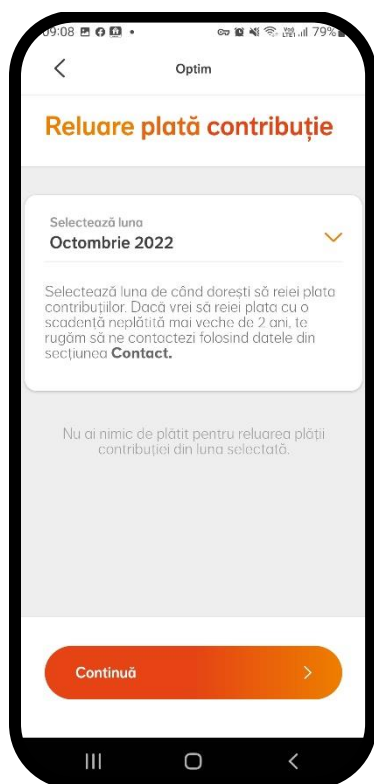 09:08
79%
Optim
Reluare plată contribuție
Selectează luna
Octombrie 2022
Selectează luna de când dorești să reiei plata
contribuțiilor. Dacă vrei să reiei plata cu o
scadență neplătită mai veche de 2 ani, te
rugăm să ne contactezi folosind datele din
secțiunea Contact.
Nu ai nimic de plătit pentru reluarea plății
contribuției din luna selectată.
Continuă